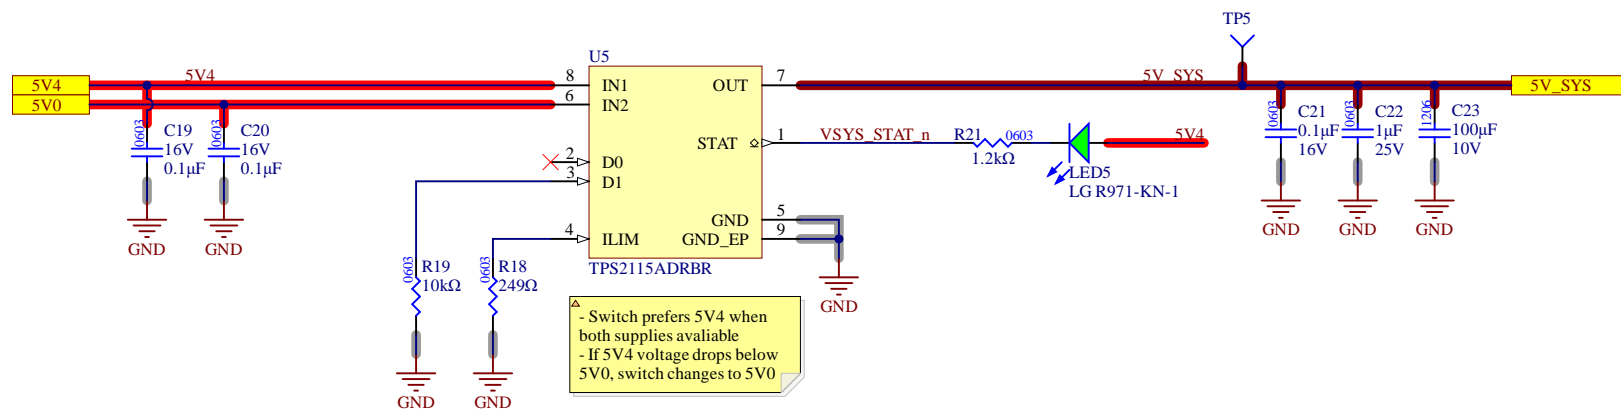 TP5
U5
5V4
5V4
8
IN1
OUT
7
5V_SYS
5V_SYS
5V0
6
IN2
0603
C19
16V
0.1µF
0603
C20
16V
0.1µF
STAT
1
VSYS_STAT_n
R21
0603
1.2kΩ
5V4
LED5
LG R971-KN-1
0603
C21
0.1µF
16V
0603
C22
1µF
25V
1206
C23
100µF
10V
2
D0
3
D1
GND
GND
GND
5
GND_EP
9
GND
GND
GND
4
ILIM
TPS2115ADRBR
0603
R19
10kΩ
0603
R18
249Ω
GND
- Switch prefers 5V4 when
both supplies avaliable
- If 5V4 voltage drops below
5V0, switch changes to 5V0
GND
GND